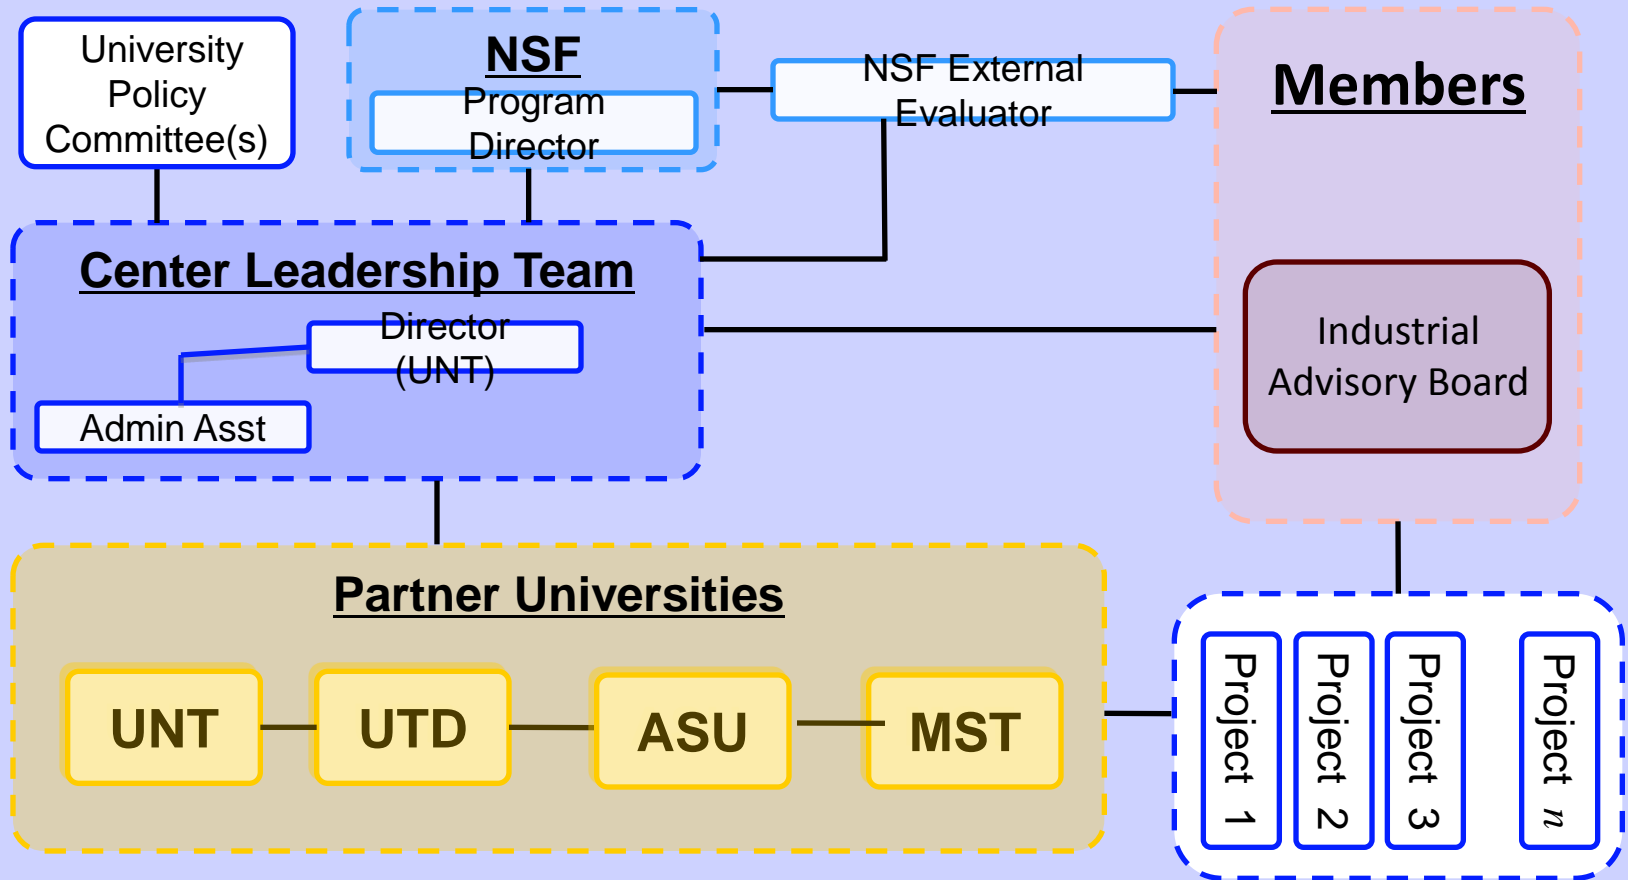 University
Policy
Committee(s)
NSF
Program
Director
NSF External
Evaluator
Members
Center Leadership Team
Director
(UNT)
Admin Asst
Industrial
Advisory Board
Partner Universities
UNT
UTD
ASU
MST
Project 1
Project 2
Project 3
Project n